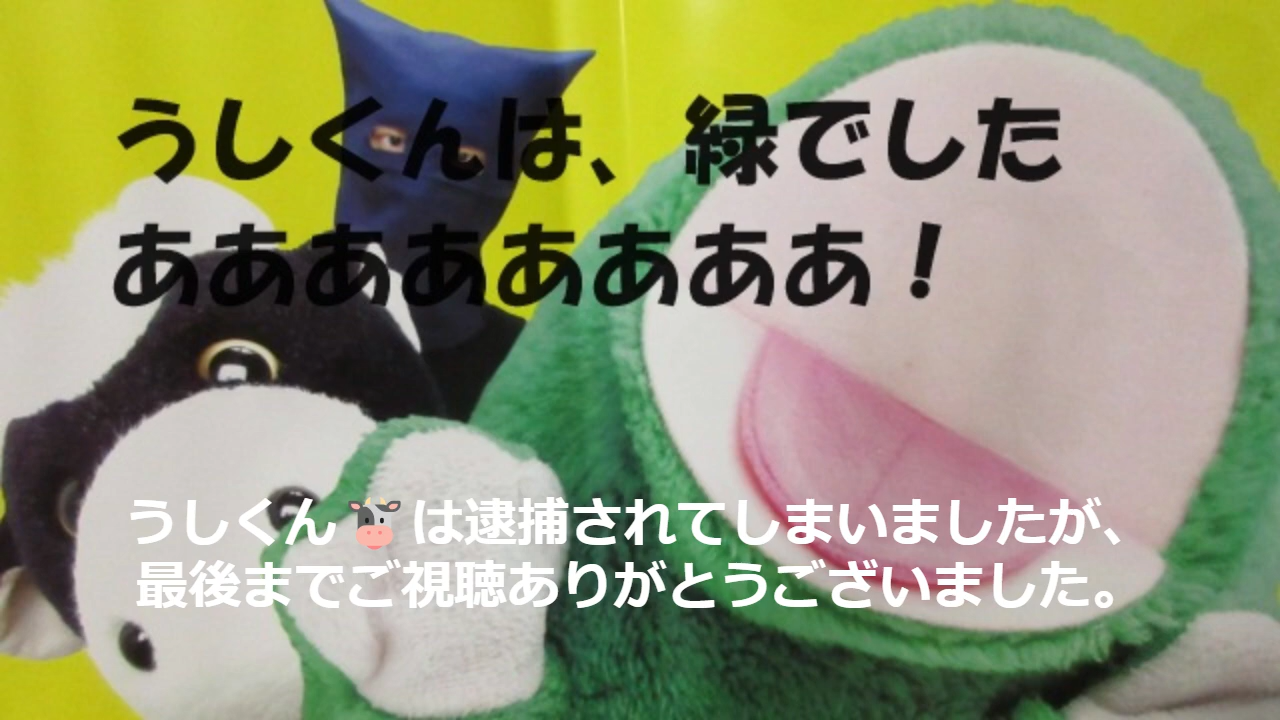 うしくんは、緑でした
ああああああああ！
うしくん🐮は逮捕されてしまいましたが、
最後までご視聴ありがとうございました。